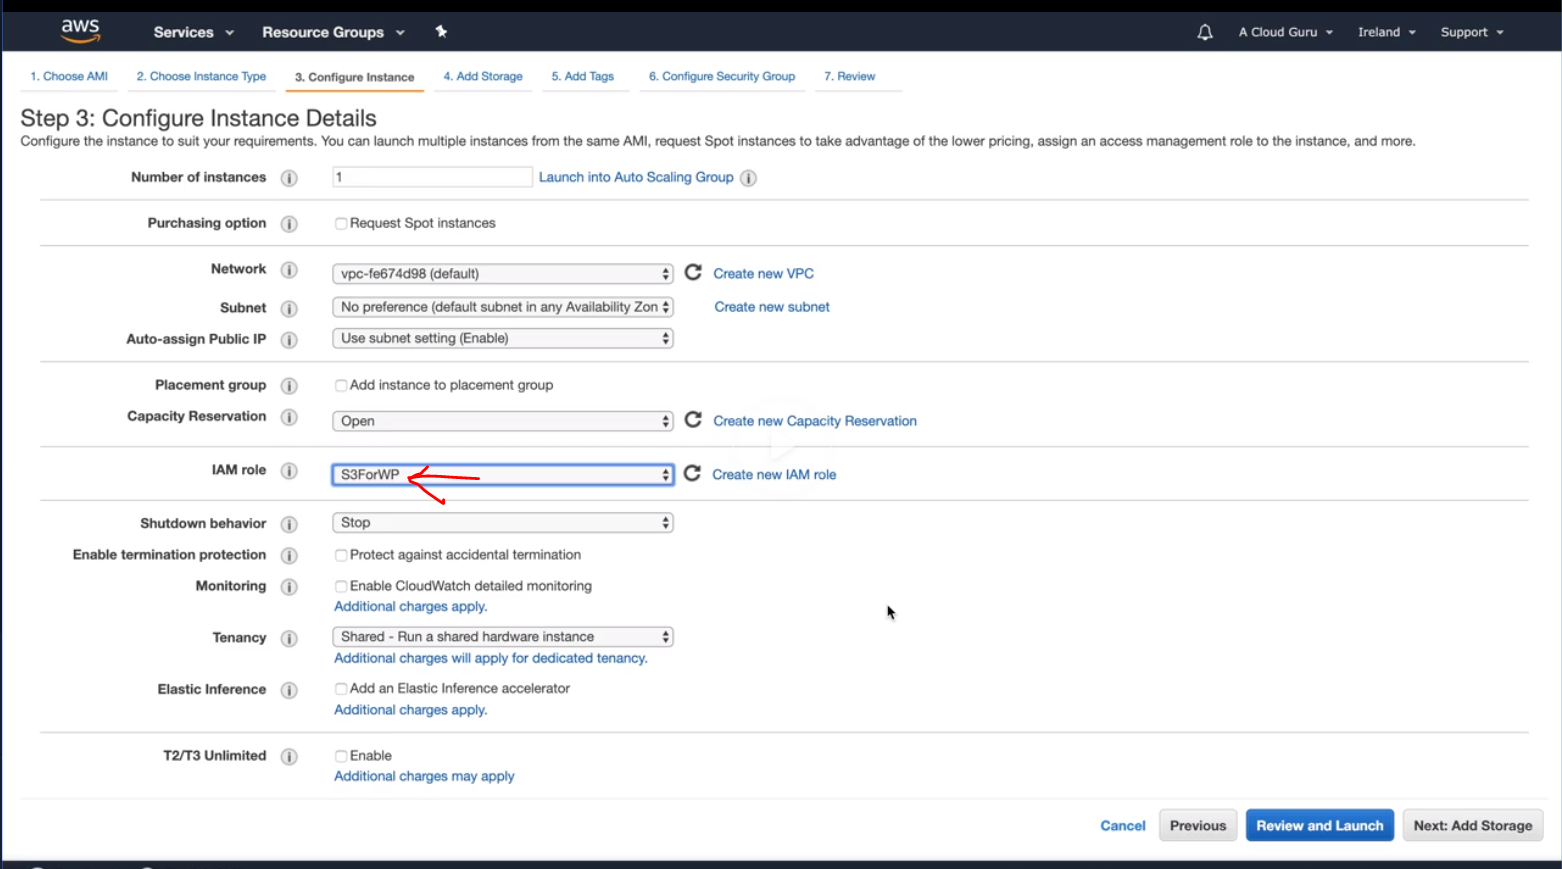 aws Services Resource Groups A Cloud Guru Ireland Support
1. Choose AMI 2. Choose Instance Type 3. Configure Instance 4. Add Storage 5. Add Tags 6. Configure Security Group 7. Review
Step 3: Configure Instance Details
Configure the instance to suit your requirements. You can launch multiple instances from the same AMI, request Spot instances to take advantage of the lower pricing, assign an access management role to the instance, and more.
Number of instances 1 Launch into Auto Scaling Group
Purchasing option Request Spot instances
Network vpc-fe674d98 (default) Create new VPC
Subnet No preference (default subnet in any Availability Zon Create new subnet
Auto-assign Public IP Use subnet setting (Enable)
Placement group Add instance to placement group
Capacity Reservation Open Create new Capacity Reservation
IAM role S3ForWP Create new IAM role
Shutdown behavior Stop
Enable termination protection Protect against accidental termination
Monitoring Enable CloudWatch detailed monitoring
Additional charges apply.
Tenancy Shared - Run a shared hardware instance
Additional charges will apply for dedicated tenancy.
Elastic Inference Add an Elastic Inference accelerator
Additional charges apply.
T2/T3 Unlimited Enable
Additional charges may apply
Cancel Previous Review and Launch Next: Add Storage